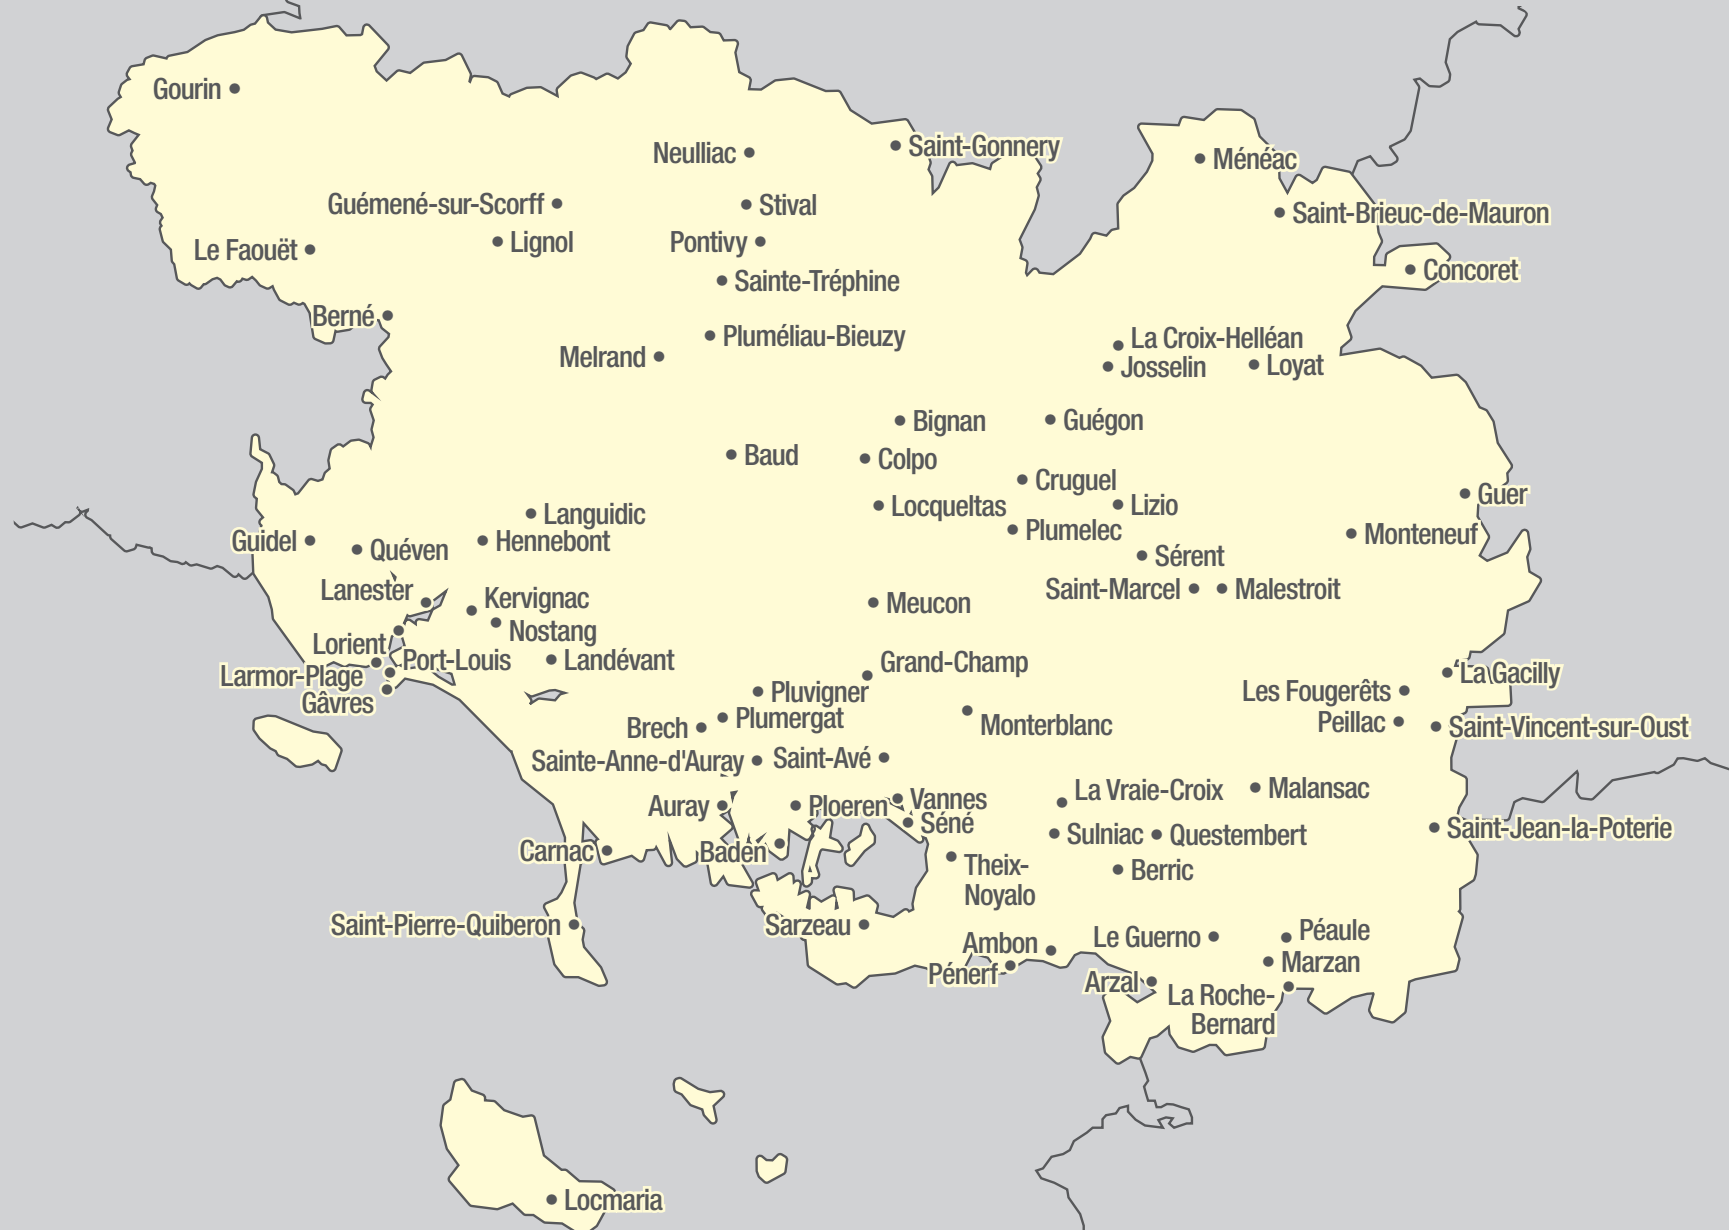 Gourin
Saint-Gonnery
Neulliac
Ménéac
Guémené-sur-Scorff
Stival
Saint-Brieuc-de-Mauron
Lignol
Pontivy
Le Faouët
Concoret
Sainte-Tréphine
Berné
Pluméliau-Bieuzy
La Croix-Helléan
Melrand
Josselin
Loyat
Bignan
Guégon
Baud
Colpo
Cruguel
Guer
Locqueltas
Lizio
Languidic
Plumelec
Monteneuf
Guidel
Hennebont
Quéven
Sérent
Lanester
Saint-Marcel
Malestroit
Kervignac
Meucon
Nostang
Lorient
Port-Louis
Landévant
Grand-Champ
Larmor-Plage
La Gacilly
Gâvres
Pluvigner
Les Fougerêts
Plumergat
Brech
Monterblanc
Peillac
Saint-Vincent-sur-Oust
Sainte-Anne-d'Auray
Saint-Avé
La Vraie-Croix
Malansac
Auray
Ploeren
Vannes
Séné
Saint-Jean-la-Poterie
Sulniac
Questembert
Carnac
Baden
Theix-
Noyalo
Berric
Saint-Pierre-Quiberon
Sarzeau
Ambon
Le Guerno
Péaule
Pénerf
Marzan
Arzal
La Roche-
Bernard
Locmaria